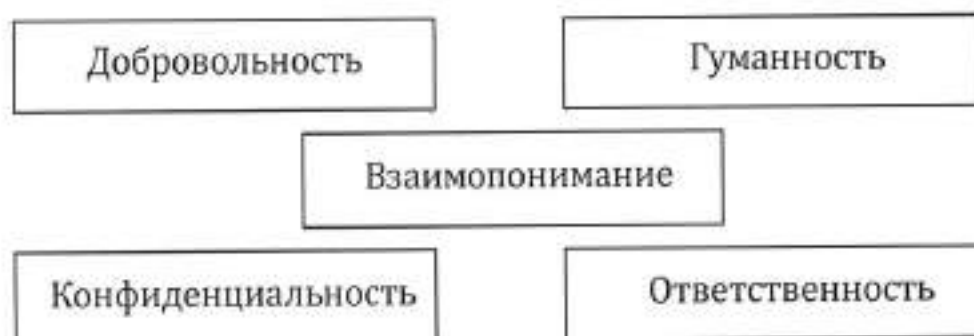 Добровольность
Гуманность
Взаимопонимание
Конфиденциальность
Ответственность